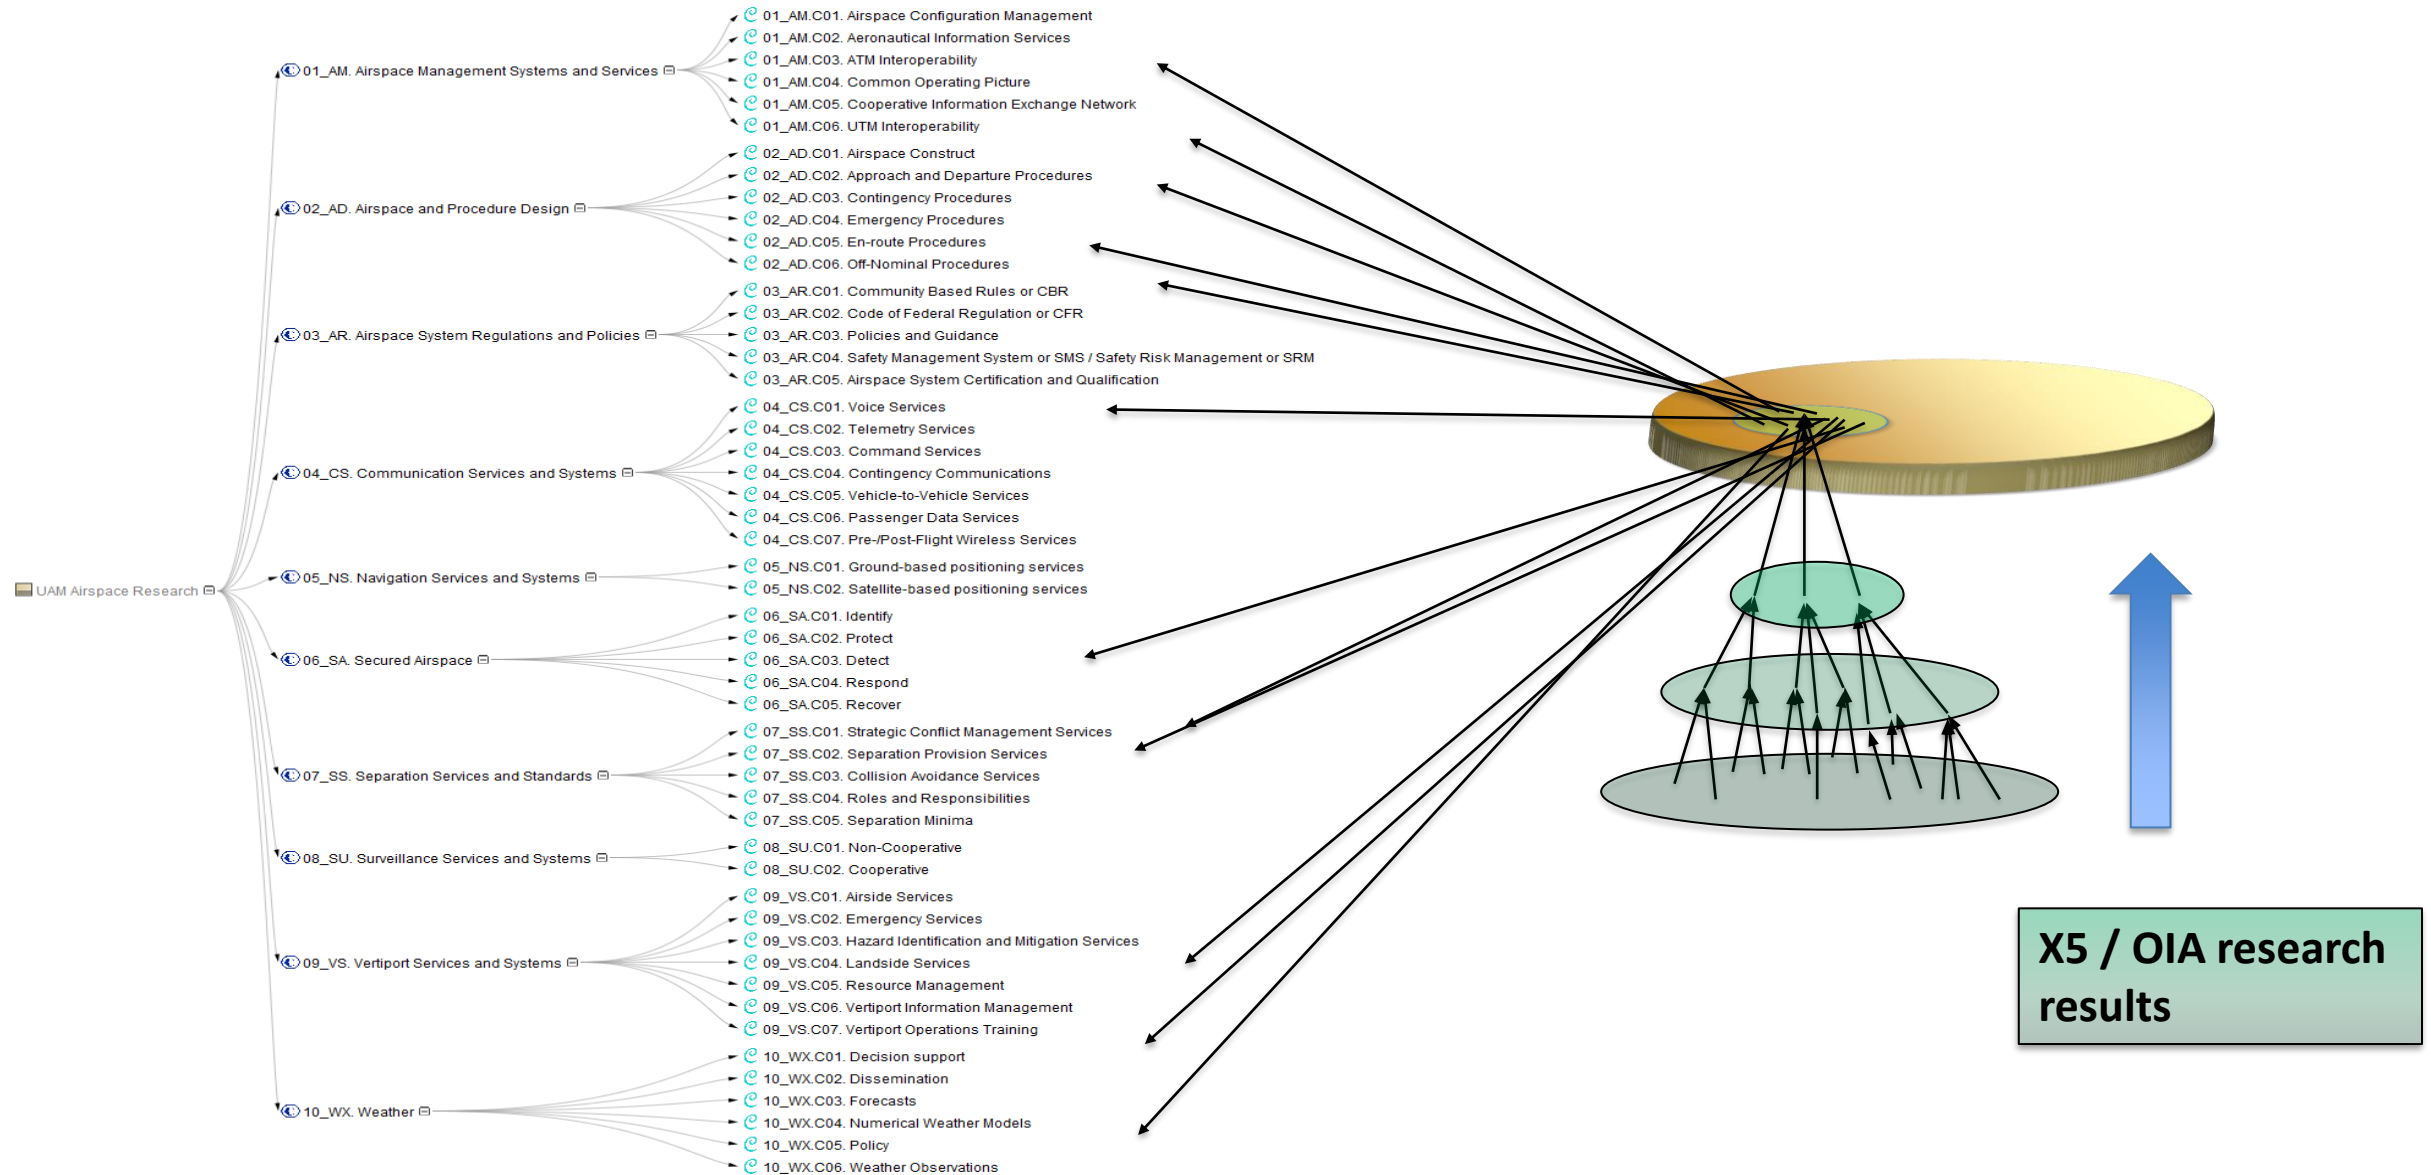 UAM Airspace Research
01_AM. Airspace Management Systems and Services
01_AM.C01. Airspace Configuration Management
01_AM.C02. Aeronautical Information Services
01_AM.C03. ATM Interoperability
01_AM.C04. Common Operating Picture
01_AM.C05. Cooperative Information Exchange Network
01_AM.C06. UTM Interoperability
02_AD. Airspace and Procedure Design
02_AD.C01. Airspace Construct
02_AD.C02. Approach and Departure Procedures
02_AD.C03. Contingency Procedures
02_AD.C04. Emergency Procedures
02_AD.C05. En-route Procedures
02_AD.C06. Off-Nominal Procedures
03_AR. Airspace System Regulations and Policies
03_AR.C01. Community Based Rules or CBR
03_AR.C02. Code of Federal Regulation or CFR
03_AR.C03. Policies and Guidance
03_AR.C04. Safety Management System or SMS / Safety Risk Management or SRM
03_AR.C05. Airspace System Certification and Qualification
04_CS. Communication Services and Systems
04_CS.C01. Voice Services
04_CS.C02. Telemetry Services
04_CS.C03. Command Services
04_CS.C04. Contingency Communications
04_CS.C05. Vehicle-to-Vehicle Services
04_CS.C06. Passenger Data Services
04_CS.C07. Pre-/Post-Flight Wireless Services
05_NS. Navigation Services and Systems
05_NS.C01. Ground-based positioning services
05_NS.C02. Satellite-based positioning services
06_SA. Secured Airspace
06_SA.C01. Identify
06_SA.C02. Protect
06_SA.C03. Detect
06_SA.C04. Respond
06_SA.C05. Recover
07_SS. Separation Services and Standards
07_SS.C01. Strategic Conflict Management Services
07_SS.C02. Separation Provision Services
07_SS.C03. Collision Avoidance Services
07_SS.C04. Roles and Responsibilities
07_SS.C05. Separation Minima
08_SU. Surveillance Services and Systems
08_SU.C01. Non-Cooperative
08_SU.C02. Cooperative
09_VS. Vertiport Services and Systems
09_VS.C01. Airside Services
09_VS.C02. Emergency Services
09_VS.C03. Hazard Identification and Mitigation Services
09_VS.C04. Landside Services
09_VS.C05. Resource Management
09_VS.C06. Vertiport Information Management
09_VS.C07. Vertiport Operations Training
10_WX. Weather
10_WX.C01. Decision support
10_WX.C02. Dissemination
10_WX.C03. Forecasts
10_WX.C04. Numerical Weather Models
10_WX.C05. Policy
10_WX.C06. Weather Observations
X5 / OIA research
results